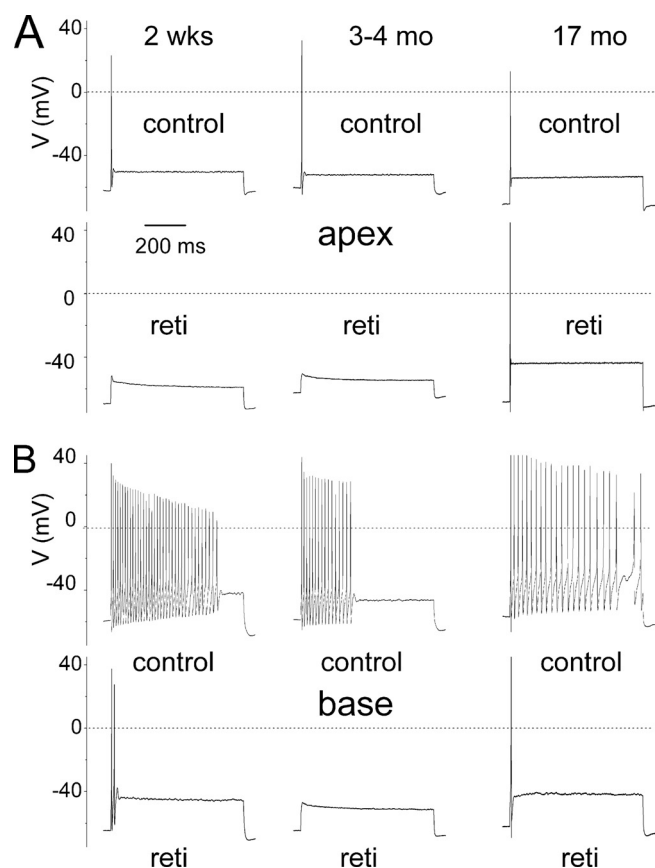 A
2 wks 3-4 mo 17 mo
40
0
-40
V (mV)
control control control
200 ms
apex
40
0
-40
reti reti reti
B
40
0
-40
V (mV)
control control control
base
40
0
-40
reti reti reti